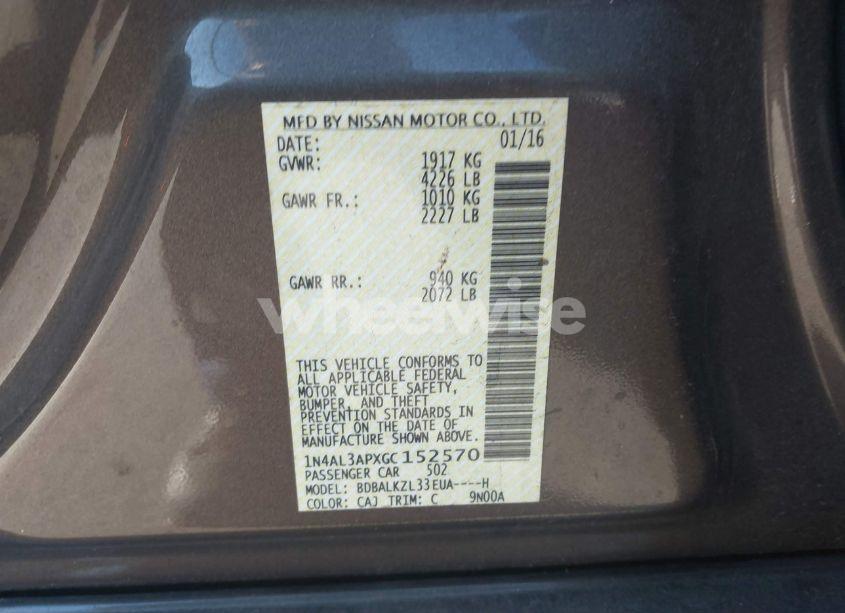 MFD BY NISSAN MOTOR CO., LTD.
DATE: 01/16
GVWR: 1917 KG
4226 LB
GAWR FR.: 1010 KG
2227 LB
GAWR RR.: 940 KG
2072 LB
wheelwise
THIS VEHICLE CONFORMS TO
ALL APPLICABLE FEDERAL
MOTOR VEHICLE SAFETY,
BUMPER, AND THEFT
PREVENTION STANDARDS IN
EFFECT ON THE DATE OF
MANUFACTURE SHOWN ABOVE.
1N4AL3APXGC152570
PASSENGER CAR 502
MODEL: BDBALKZL33EUA----H
COLOR: CAJ TRIM: C 9N00A